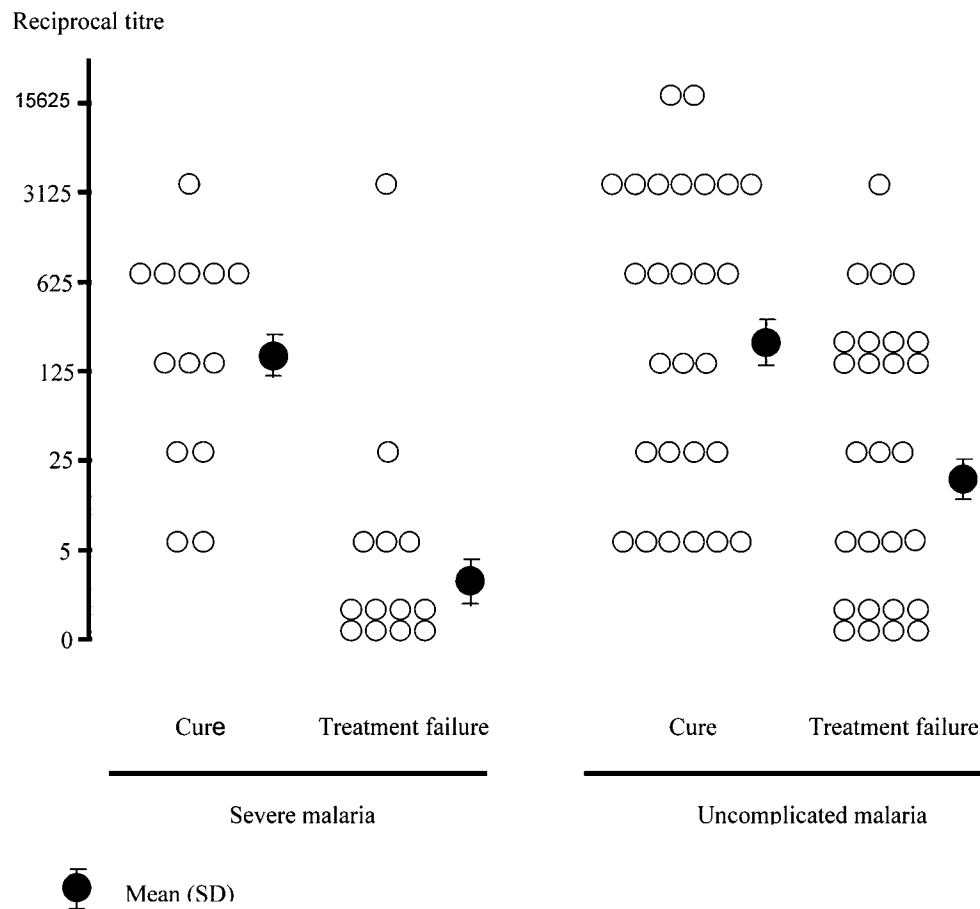 Reciprocal titre
15625
3125
625
125
25
5
0
Cure Treatment failure Cure Treatment failure
Severe malaria Uncomplicated malaria
Mean (SD)